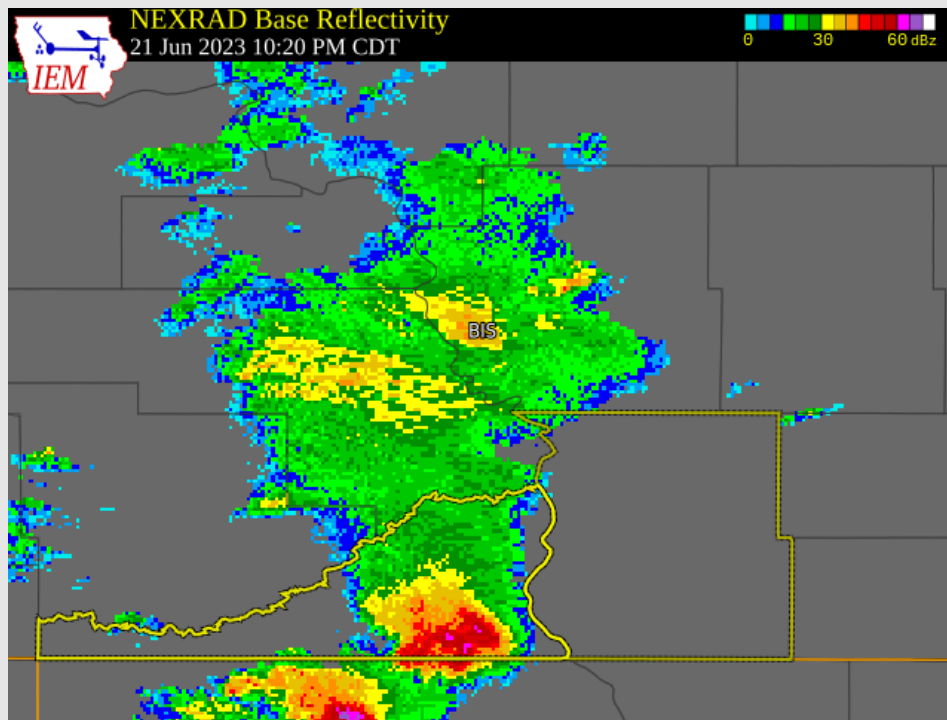 NEXRAD Base Reflectivity
21 Jun 2023 10:20 PM CDT
IEM
0 30 60 dBz
BIS